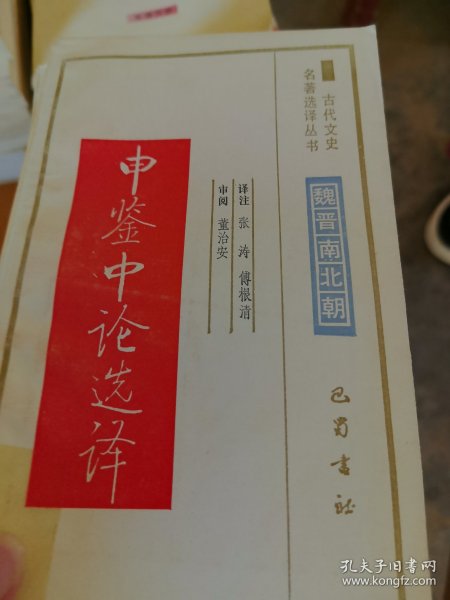 古代文史
名著选译丛书
魏晋南北朝
巴蜀书社
译注 张涛 傅根清
审阅 董治安
申鉴中论选译
孔夫子旧书网
www.kongfz.com